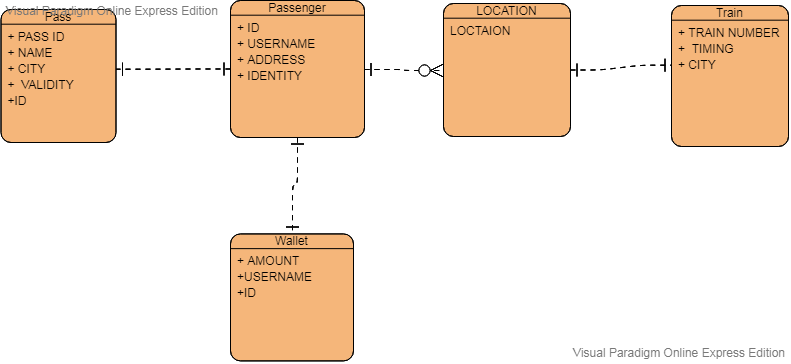 Visual Paradigm Online Express Edition
Pass
+ PASS ID
+ NAME
+ CITY
+ VALIDITY
+ID
Passenger
+ ID
+ USERNAME
+ ADDRESS
+ IDENTITY
LOCATION
LOCTAION
Train
+ TRAIN NUMBER
+ TIMING
+ CITY
Wallet
+ AMOUNT
+USERNAME
+ID
Visual Paradigm Online Express Edition